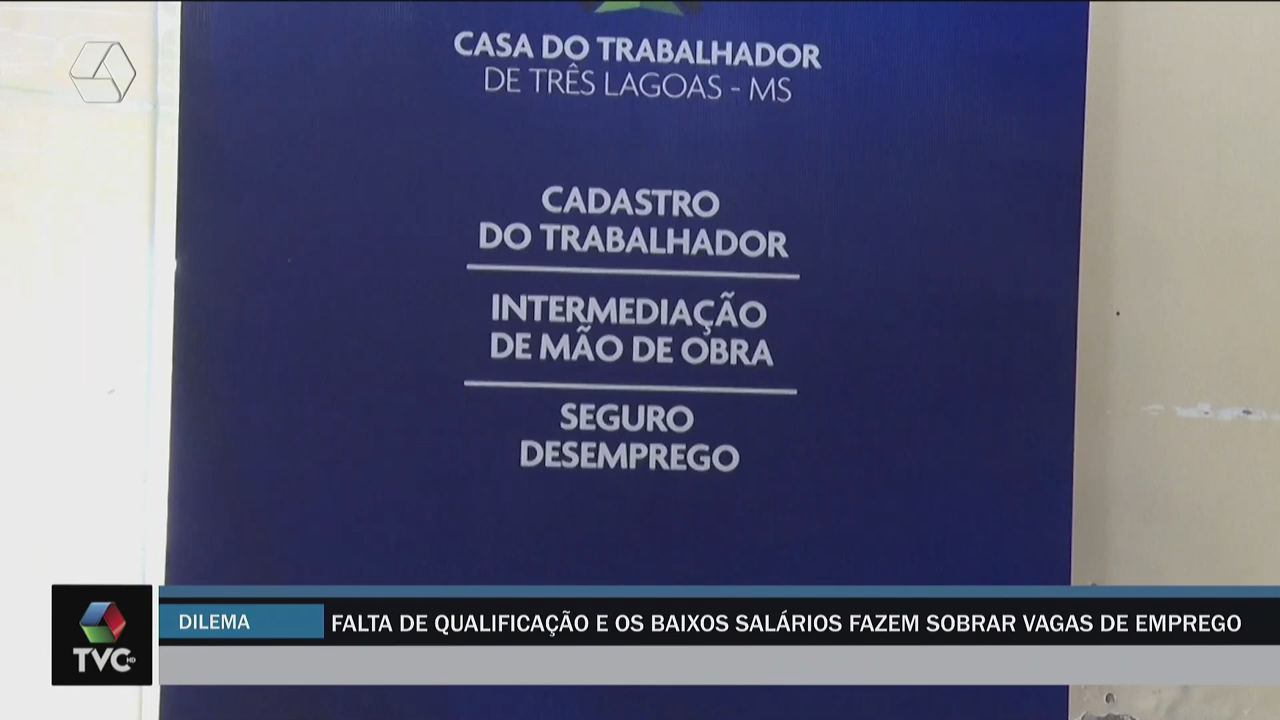 CASA DO TRABALHADOR
DE TRÊS LAGOAS - MS
CADASTRO
DO TRABALHADOR
INTERMEDIAÇÃO
DE MÃO DE OBRA
SEGURO
DESEMPREGO
DILEMA
FALTA DE QUALIFICAÇÃO E OS BAIXOS SALÁRIOS FAZEM SOBRAR VAGAS DE EMPREGO
TVC HD